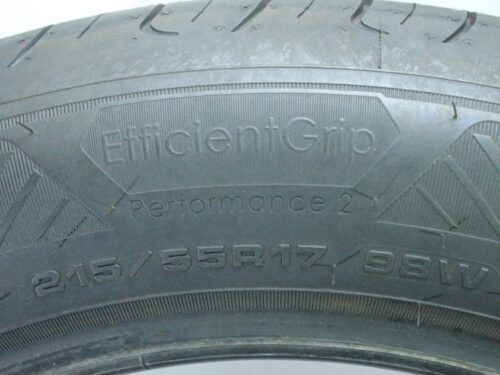 EfficientGrip
Performance 2
215/55R17 98W